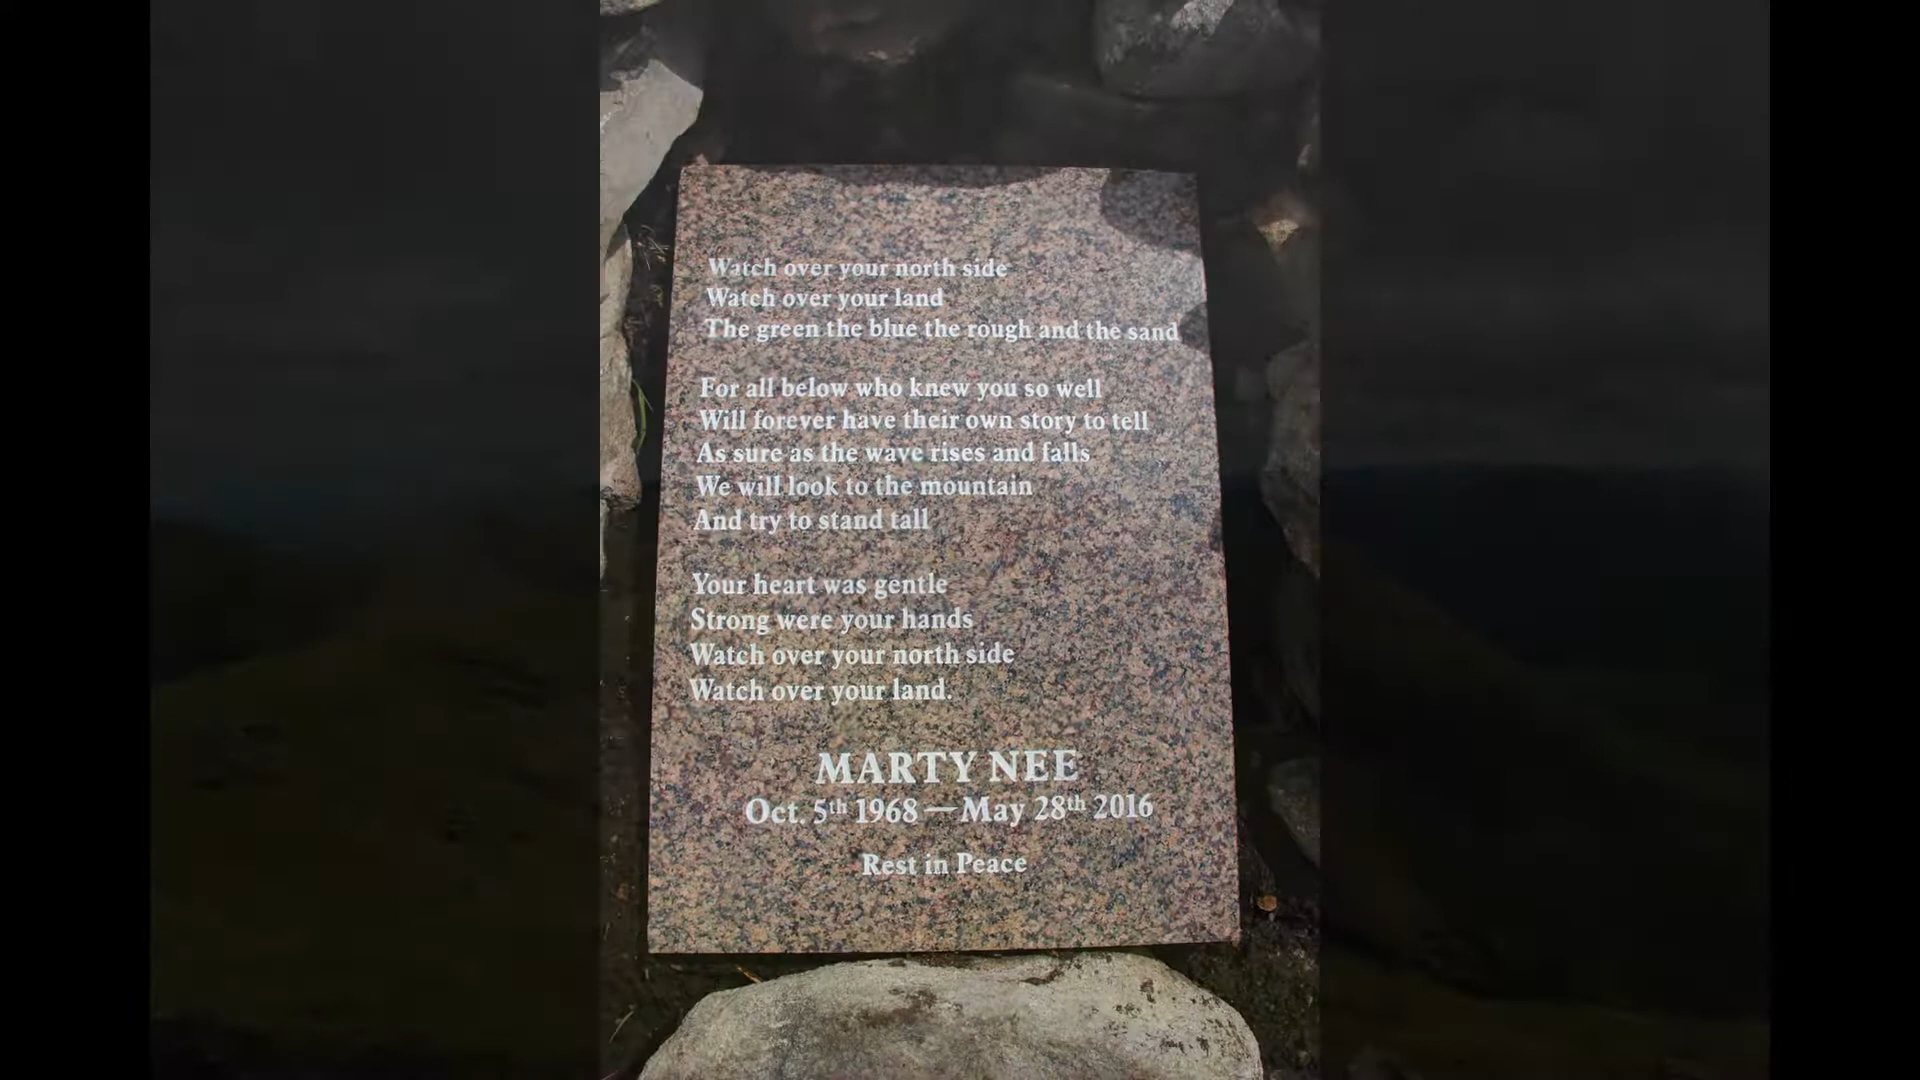 Watch over your north side
Watch over your land
The green the blue the rough and the sand
For all below who knew you so well
Will forever have their own story to tell
As sure as the wave rises and falls
We will look to the mountain
And try to stand tall
Your heart was gentle
Strong were your hands
Watch over your north side
Watch over your land.
MARTY NEE
Oct. 5th 1968 — May 28th 2016
Rest in Peace